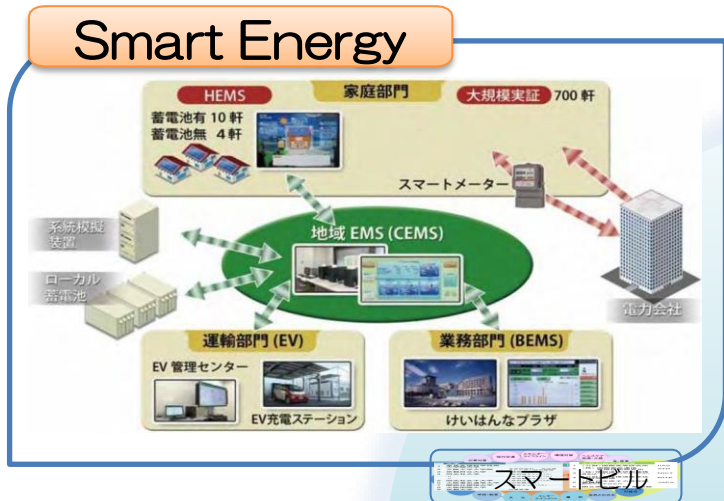 Smart Energy
家庭部門
HEMS
大規模実証 700 軒
蓄電池有 10 軒
蓄電池無 4 軒
スマートメーター
系統模擬
装置
地域 EMS (CEMS)
ローカル
蓄電池
電力会社
運輸部門 (EV)
業務部門 (BEMS)
EV 管理センター
EV充電ステーション
けいはんなプラザ
スマートビル